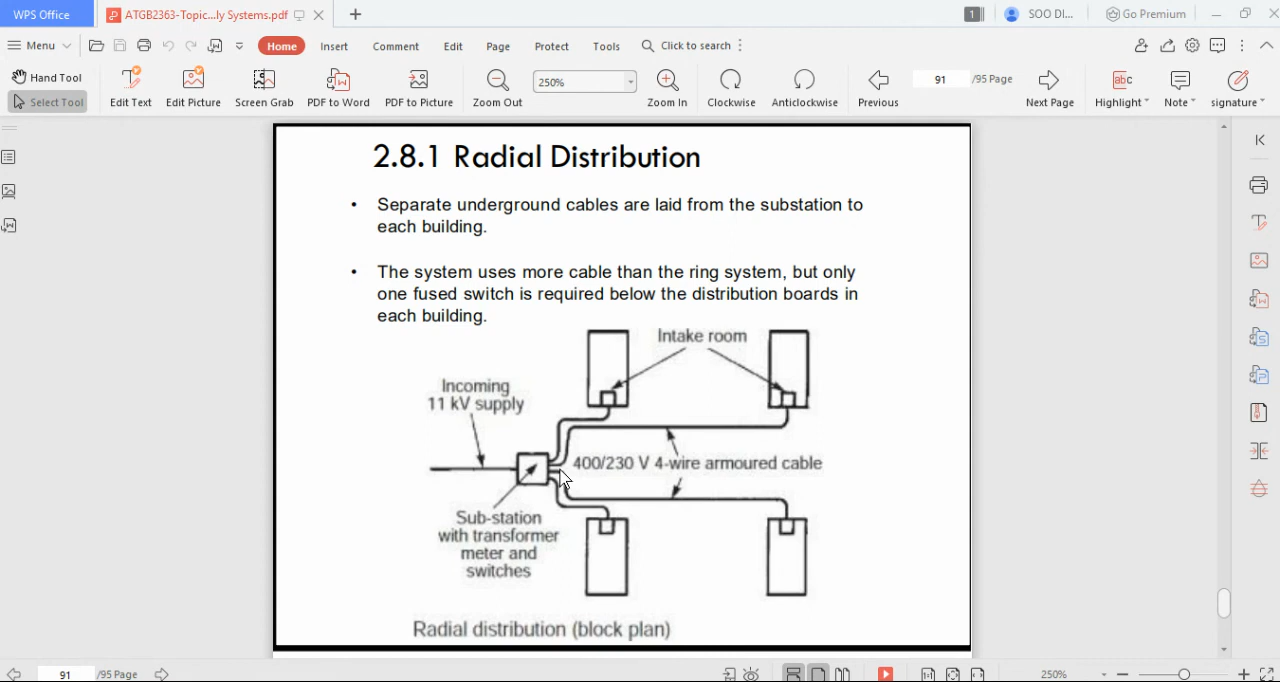 WPS Office
ATGB2363-Topic...ly Systems.pdf
1
SOO DI...
Go Premium
Menu
Home
Insert
Comment
Edit
Page
Protect
Tools
Click to search
Hand Tool
Select Tool
Edit Text
Edit Picture
Screen Grab
PDF to Word
PDF to Picture
Zoom Out
250%
Zoom In
Clockwise
Anticlockwise
Previous
91
/95 Page
Next Page
abc
Highlight
Note
signature
2.8.1 Radial Distribution
• Separate underground cables are laid from the substation to
each building.
• The system uses more cable than the ring system, but only
one fused switch is required below the distribution boards in
each building.
Intake room
Incoming
11 kV supply
400/230 V 4-wire armoured cable
Sub-station
with transformer
meter and
switches
Radial distribution (block plan)
91
/95 Page
1:1
250%